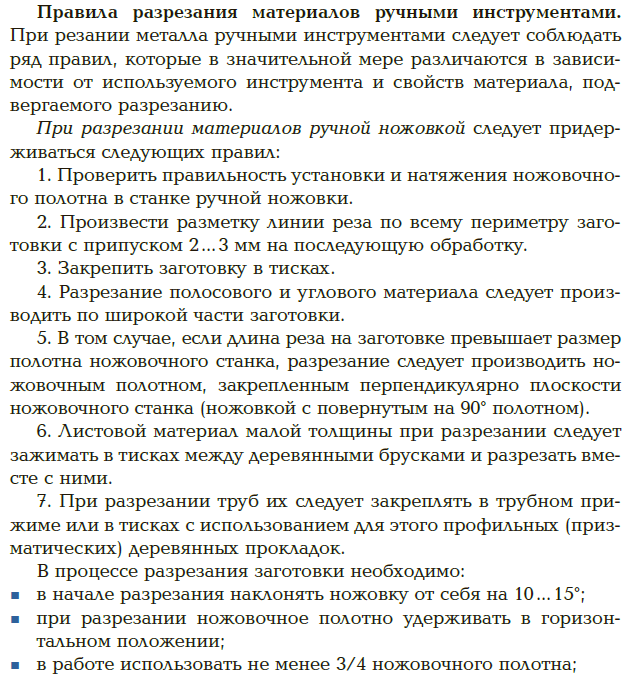 Правила разрезания материалов ручными инструментами.
При резании металла ручными инструментами следует соблюдать
ряд правил, которые в значительной мере различаются в зависи-
мости от используемого инструмента и свойств материала, под-
вергаемого разрезанию.
При разрезании материалов ручной ножовкой следует придер-
живаться следующих правил:
1. Проверить правильность установки и натяжения ножовочно-
го полотна в станке ручной ножовки.
2. Произвести разметку линии реза по всему периметру заго-
товки с припуском 2 ... 3 мм на последующую обработку.
3. Закрепить заготовку в тисках.
4. Разрезание полосового и углового материала следует произ-
водить по широкой части заготовки.
5. В том случае, если длина реза на заготовке превышает размер
полотна ножовочного станка, разрезание следует производить но-
жовочным полотном, закрепленным перпендикулярно плоскости
ножовочного станка (ножовкой с повернутым на 90° полотном).
6. Листовой материал малой толщины при разрезании следует
зажимать в тисках между деревянными брусками и разрезать вме-
сте с ними.
7. При разрезании труб их следует закреплять в трубном при-
жиме или в тисках с использованием для этого профильных (приз-
матических) деревянных прокладок.
В процессе разрезания заготовки необходимо:
▪ в начале разрезания наклонять ножовку от себя на 10 ... 15°;
▪ при разрезании ножовочное полотно удерживать в горизон-
тальном положении;
▪ в работе использовать не менее 3/4 ножовочного полотна;